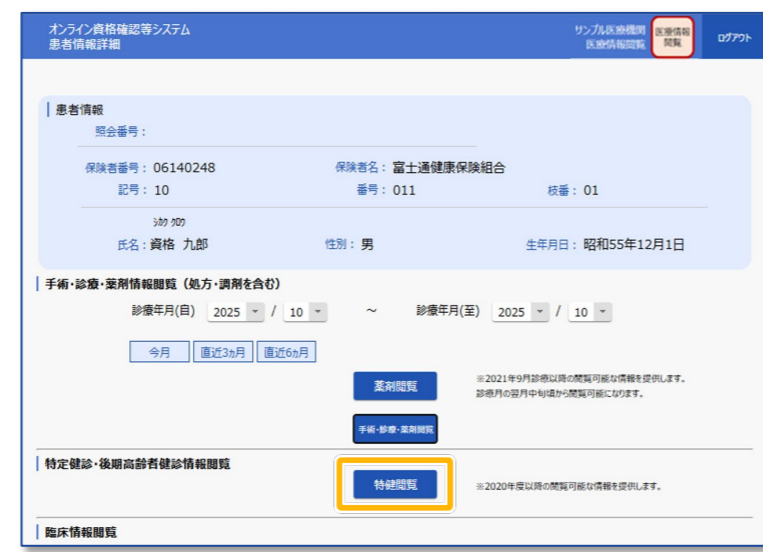 オンライン資格確認等システム
患者情報詳細
サンプル医療機関
医療情報閲覧
医療情報
閲覧
ログアウト
患者情報
照会番号：
保険者番号： 06140248 保険者名： 富士通健康保険組合
記号： 10 番号： 011 枝番： 01
ｼｶｸ ｸﾛｳ
氏名： 資格 九郎 性別： 男 生年月日： 昭和55年12月1日
手術・診療・薬剤情報閲覧（処方・調剤を含む）
診療年月(自) 2025 / 10 ～ 診療年月(至) 2025 / 10
今月 直近3ヵ月 直近6ヵ月
薬剤閲覧
※2021年9月診療以降の閲覧可能な情報を提供します。
診療月の翌月中旬頃から閲覧可能になります。
手術・診療・薬剤閲覧
特定健診・後期高齢者健診情報閲覧
特健閲覧
※2020年度以降の閲覧可能な情報を提供します。
臨床情報閲覧